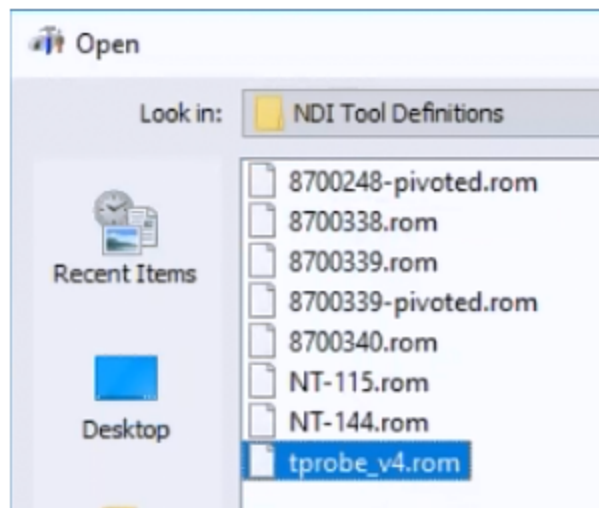 Open
Look in:
NDI Tool Definitions
8700248-pivoted.rom
8700338.rom
8700339.rom
8700339-pivoted.rom
8700340.rom
NT-115.rom
NT-144.rom
tprobe_v4.rom
Recent Items
Desktop